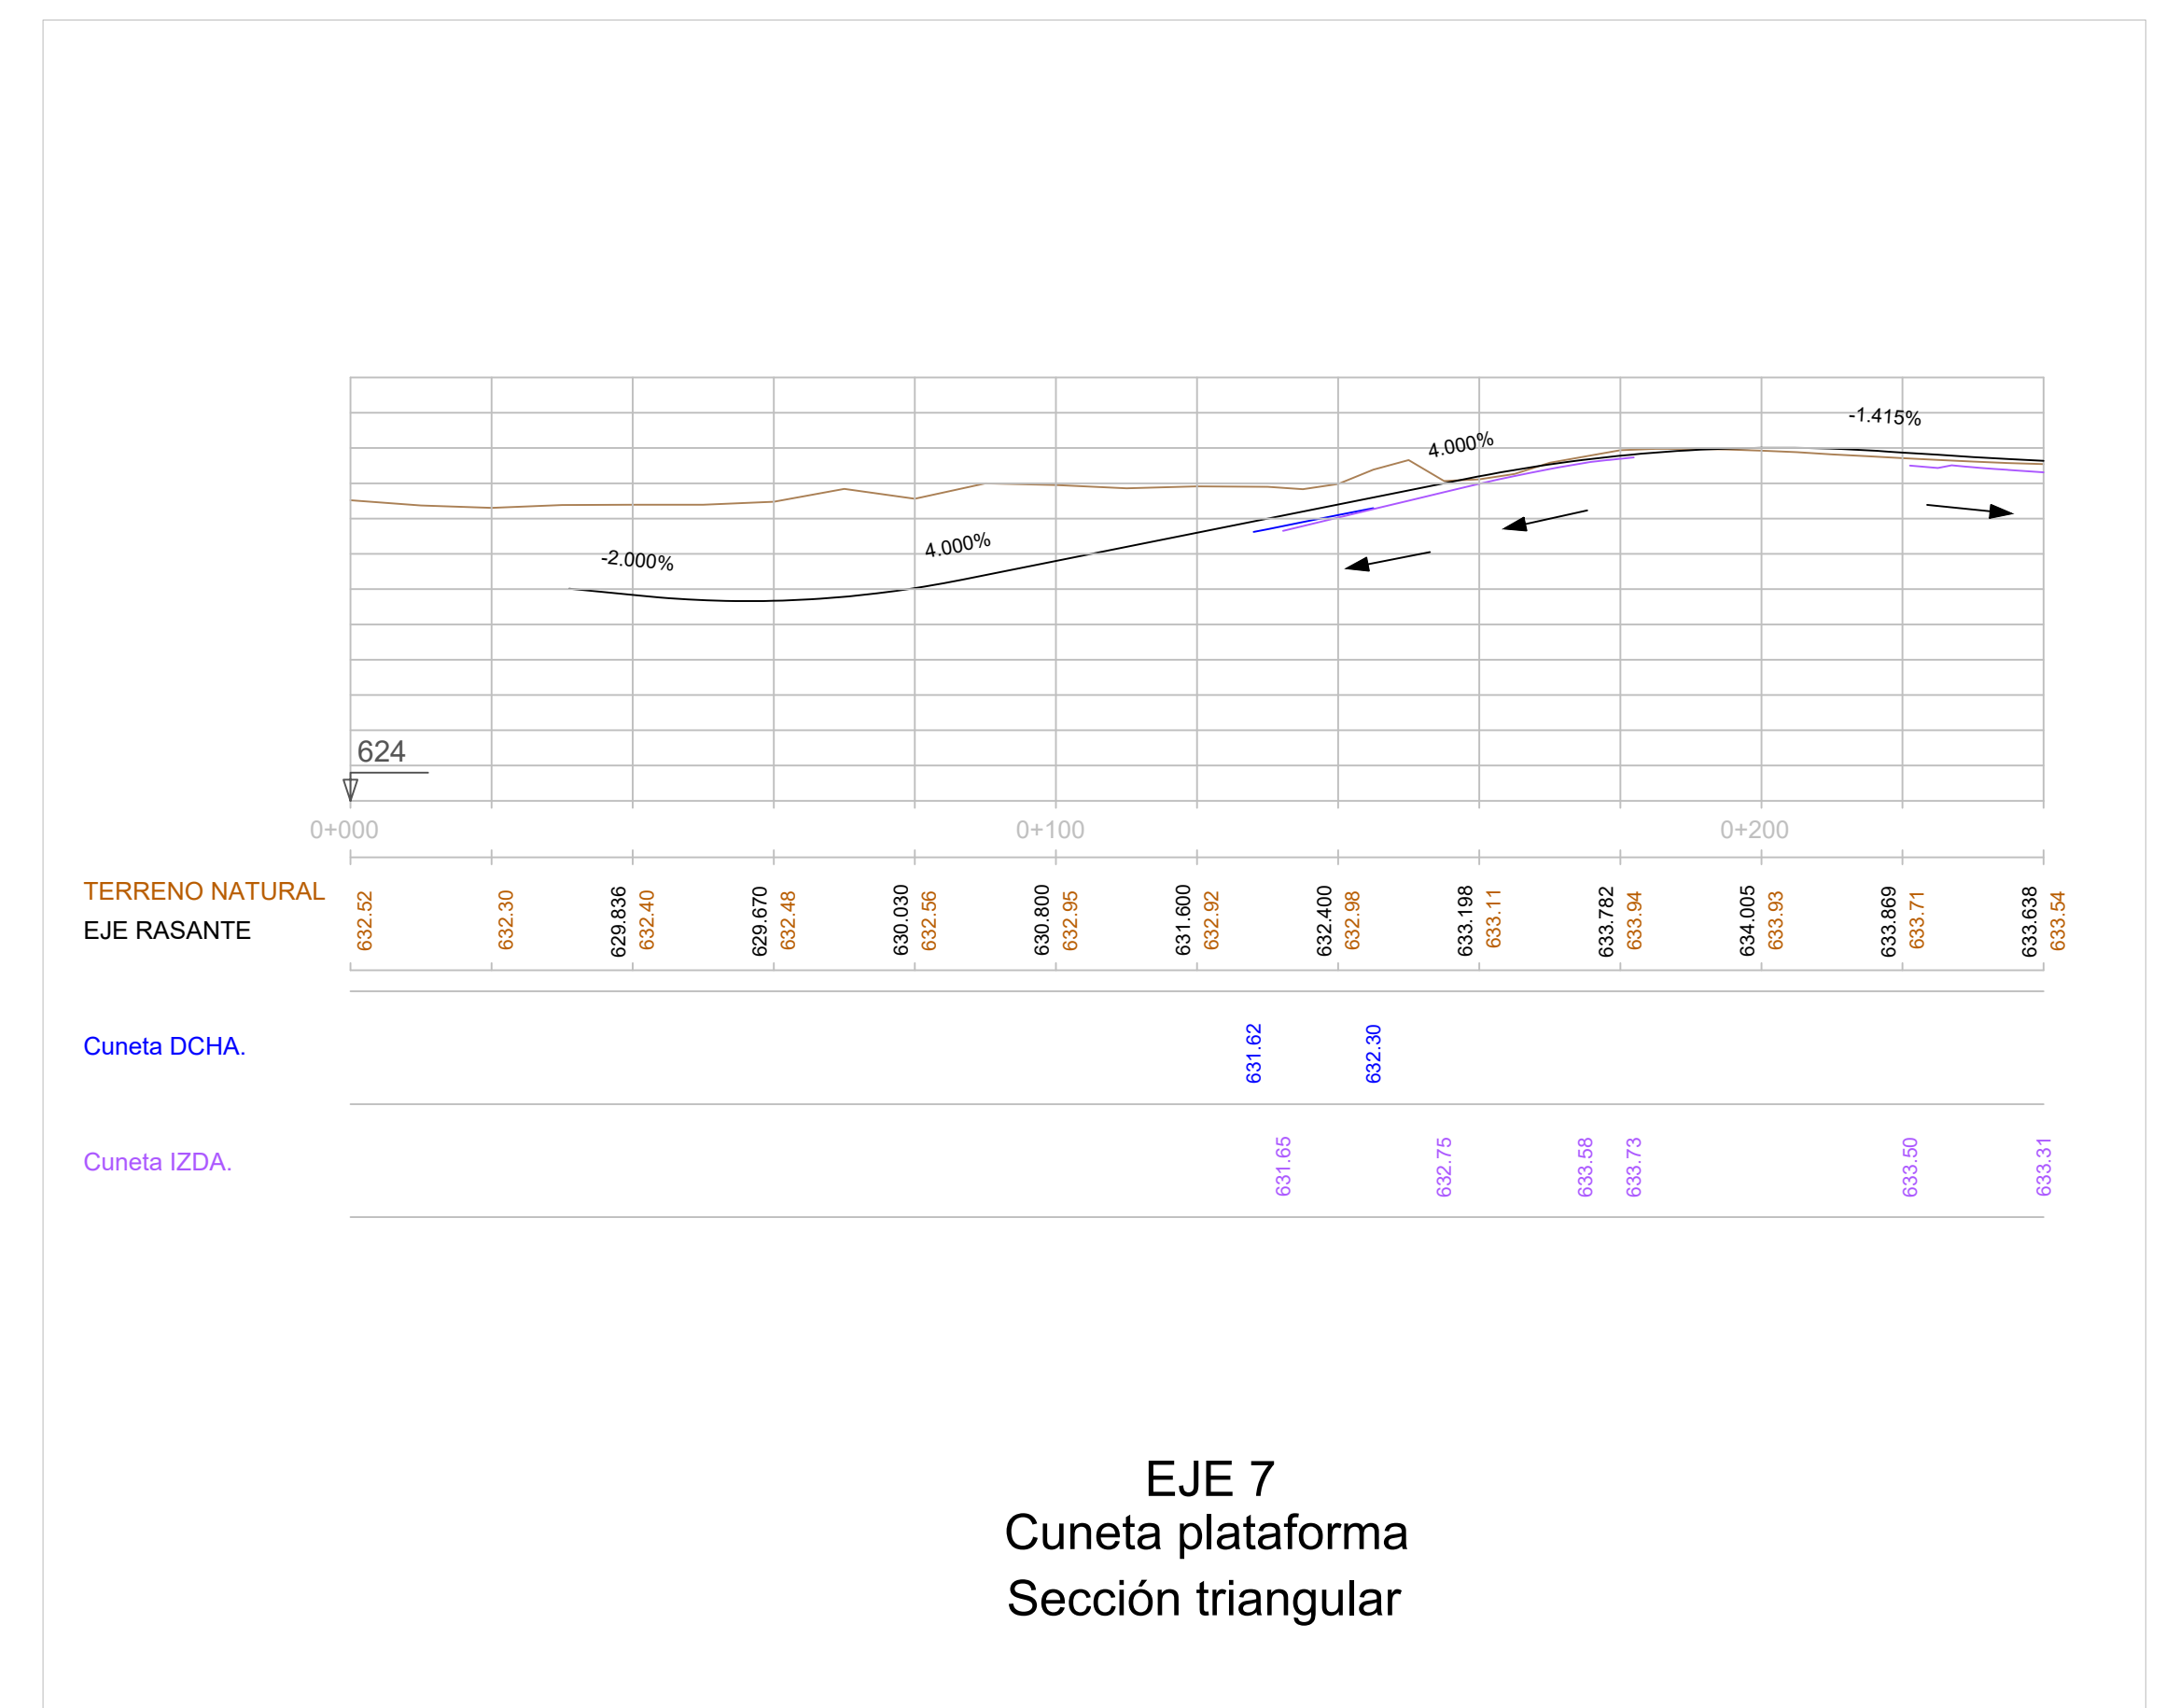 -1.415%
4.000%
4.000%
-2.000%
624
0+000 0+100 0+200
TERRENO NATURAL
632.52 632.30 632.40 632.48 632.56 632.95 632.92 632.98 633.11 633.94 633.93 633.71 633.54
EJE RASANTE
629.836 629.670 630.030 630.800 631.600 632.400 633.198 633.782 634.005 633.869 633.638
Cuneta DCHA.
631.62 632.30
Cuneta IZDA.
631.65 632.75 633.58 633.73 633.50 633.31
EJE 7
Cuneta plataforma
Sección triangular